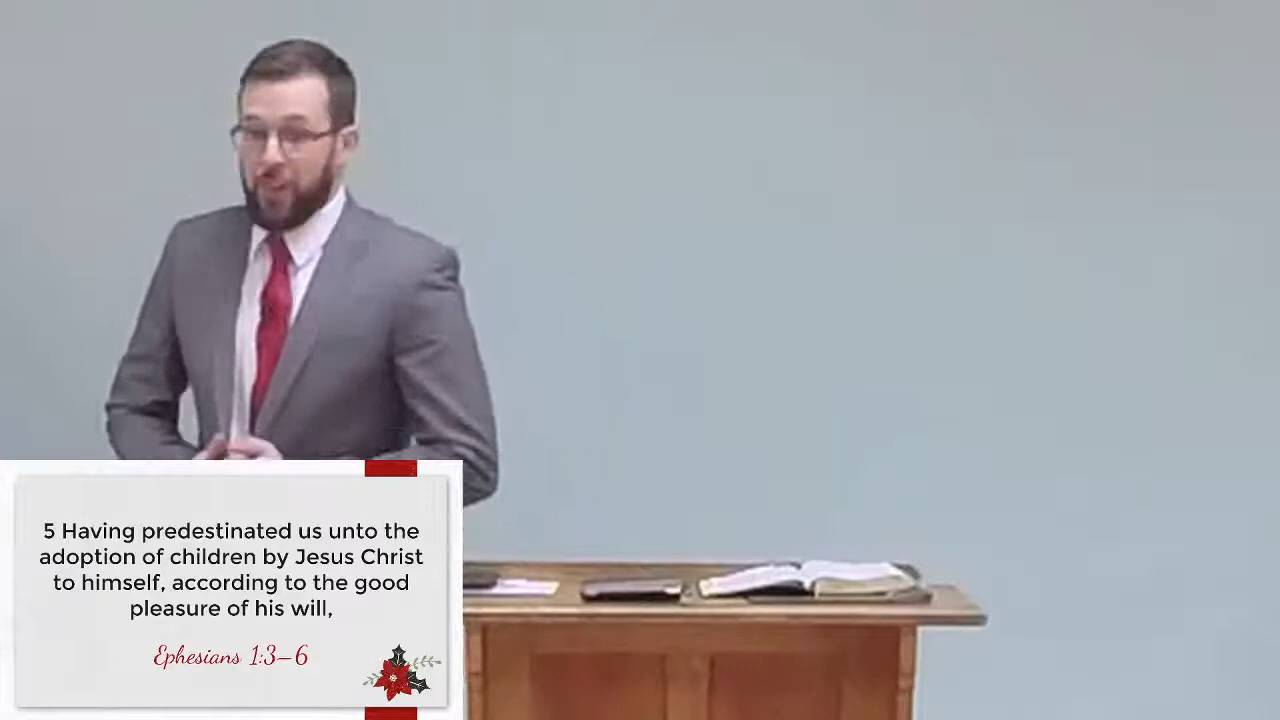 5 Having predestinated us unto the
adoption of children by Jesus Christ
to himself, according to the good
pleasure of his will,
Ephesians 1:3–6